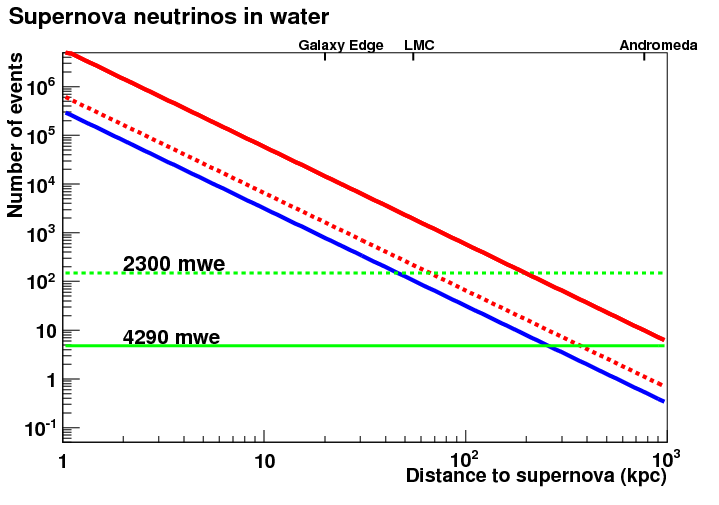 Supernova neutrinos in water
Galaxy Edge LMC Andromeda
Number of events
10^6
10^5
10^4
10^3
10^2
10
1
10^-1
2300 mwe
4290 mwe
1 10 10^2 10^3
Distance to supernova (kpc)